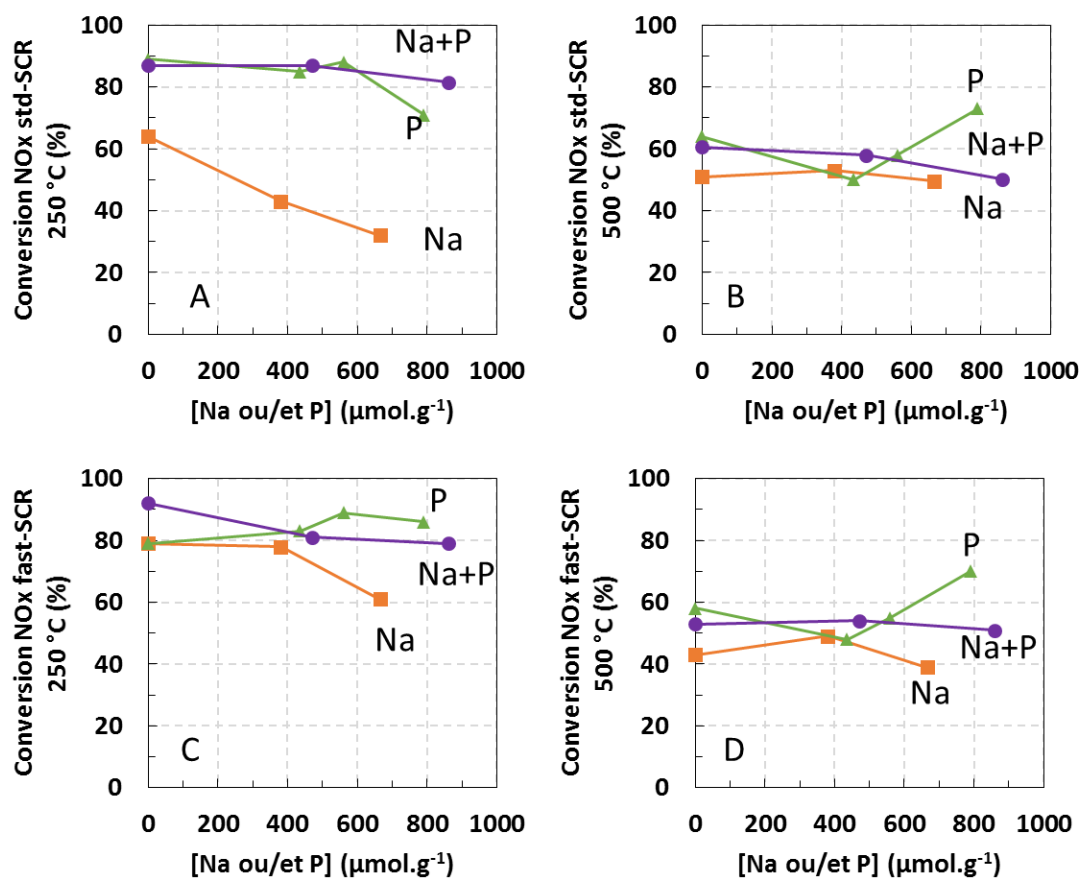 Conversion NOx std-SCR
250 °C (%)
100
80
60
40
20
0
Na+P
P
Na
A
0 200 400 600 800 1000
[Na ou/et P] (µmol.g⁻¹)
Conversion NOx std-SCR
500 °C (%)
100
80
60
40
20
0
P
Na+P
Na
B
0 200 400 600 800 1000
[Na ou/et P] (µmol.g⁻¹)
Conversion NOx fast-SCR
250 °C (%)
100
80
60
40
20
0
P
Na+P
Na
C
0 200 400 600 800 1000
[Na ou/et P] (µmol.g⁻¹)
Conversion NOx fast-SCR
500 °C (%)
100
80
60
40
20
0
P
Na+P
Na
D
0 200 400 600 800 1000
[Na ou/et P] (µmol.g⁻¹)